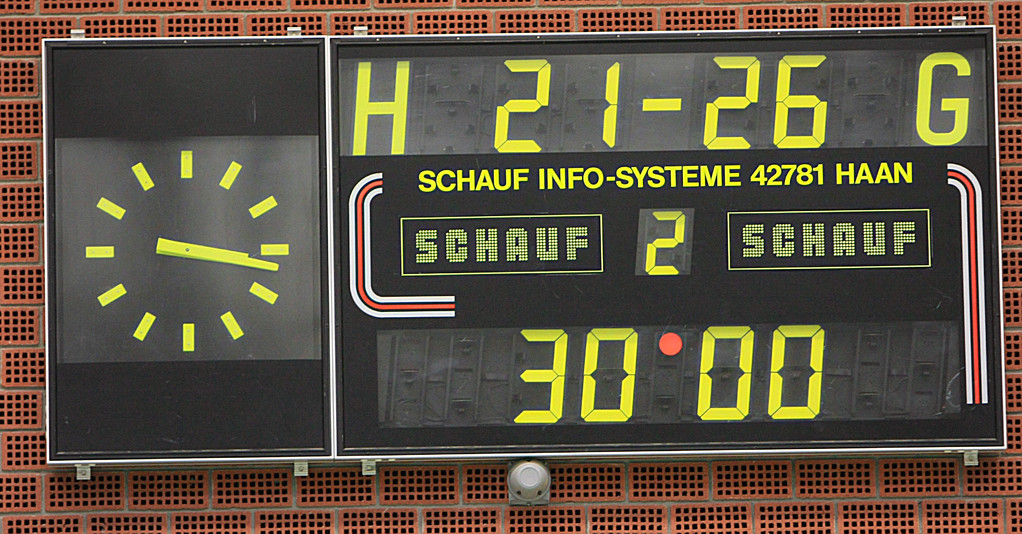 H 21-26 G
SCHAUF INFO-SYSTEME 42781 HAAN
SCHAUF 2 SCHAUF
30 00